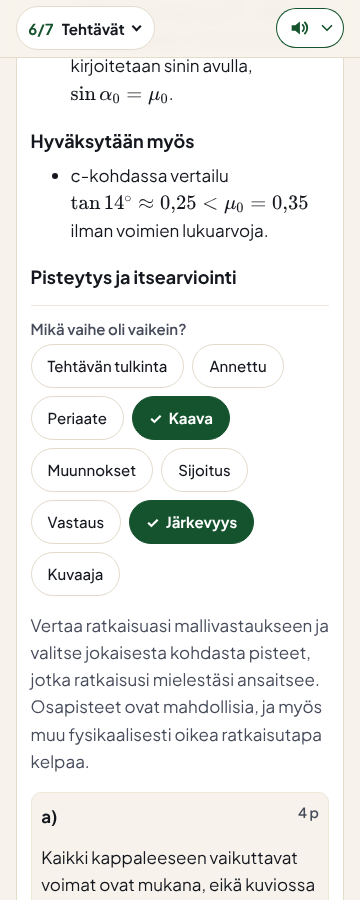 6/7 Tehtävät
kirjoitetaan sinin avulla,
sin α₀ = μ₀.
Hyväksytään myös
• c-kohdassa vertailu
tan 14° ≈ 0,25 < μ₀ = 0,35
ilman voimien lukuarvoja.
Pisteytys ja itsearviointi
Mikä vaihe oli vaikein?
Tehtävän tulkinta Annettu
Periaate ✓ Kaava
Muunnokset Sijoitus
Vastaus ✓ Järkevyys
Kuvaaja
Vertaa ratkaisuasi mallivastaukseen ja
valitse jokaisesta kohdasta pisteet,
jotka ratkaisusi mielestäsi ansaitsee.
Osapisteet ovat mahdollisia, ja myös
muu fysikaalisesti oikea ratkaisutapa
kelpaa.
a) 4 p
Kaikki kappaleeseen vaikuttavat
voimat ovat mukana, eikä kuviossa